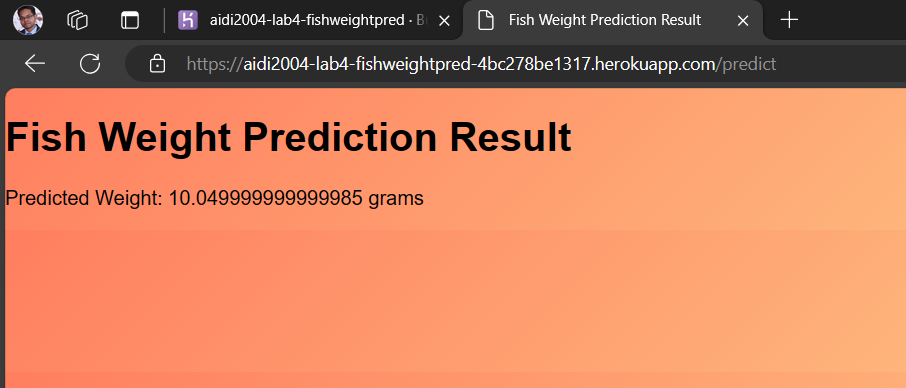 aidi2004-lab4-fishweightpred ·
Fish Weight Prediction Result
https://aidi2004-lab4-fishweightpred-4bc278be1317.herokuapp.com/predict
Fish Weight Prediction Result
Predicted Weight: 10.049999999999985 grams